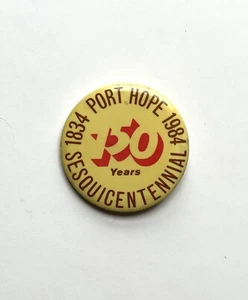 1834 PORT HOPE 1984
150
Years
SESQUICENTENNIAL